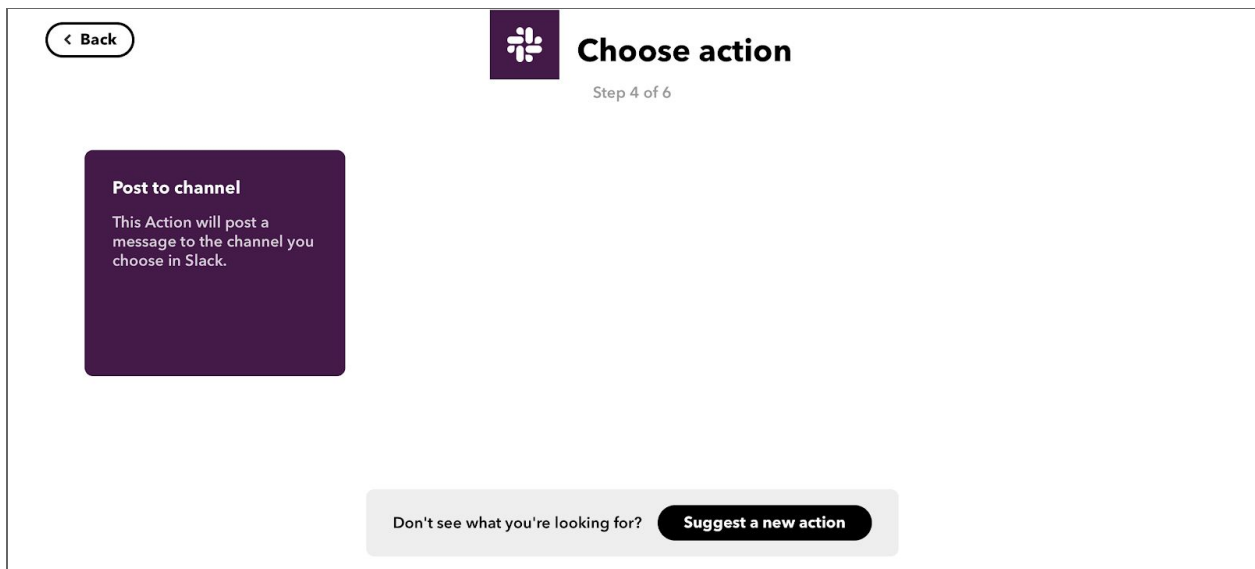 Back
Choose action
Step 4 of 6
Post to channel
This Action will post a
message to the channel you
choose in Slack.
Don't see what you're looking for? Suggest a new action